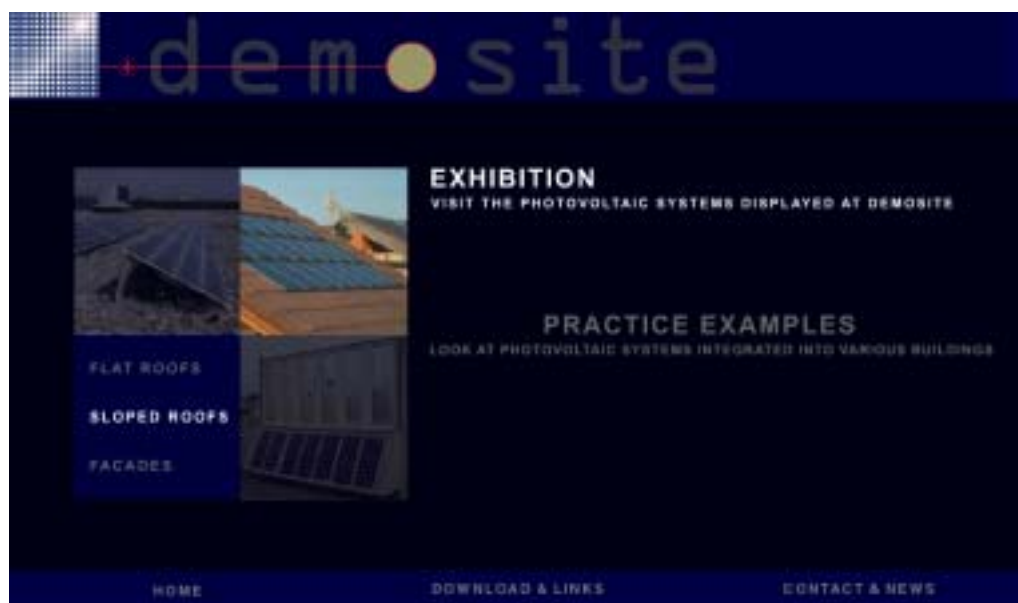 demosite
EXHIBITION
VISIT THE PHOTOVOLTAIC SYSTEMS DISPLAYED AT DEMOSITE
PRACTICE EXAMPLES
LOOK AT PHOTOVOLTAIC SYSTEMS INTEGRATED INTO VARIOUS BUILDINGS
FLAT ROOFS
SLOPED ROOFS
FACADES
HOME
DOWNLOAD & LINKS
CONTACT & NEWS